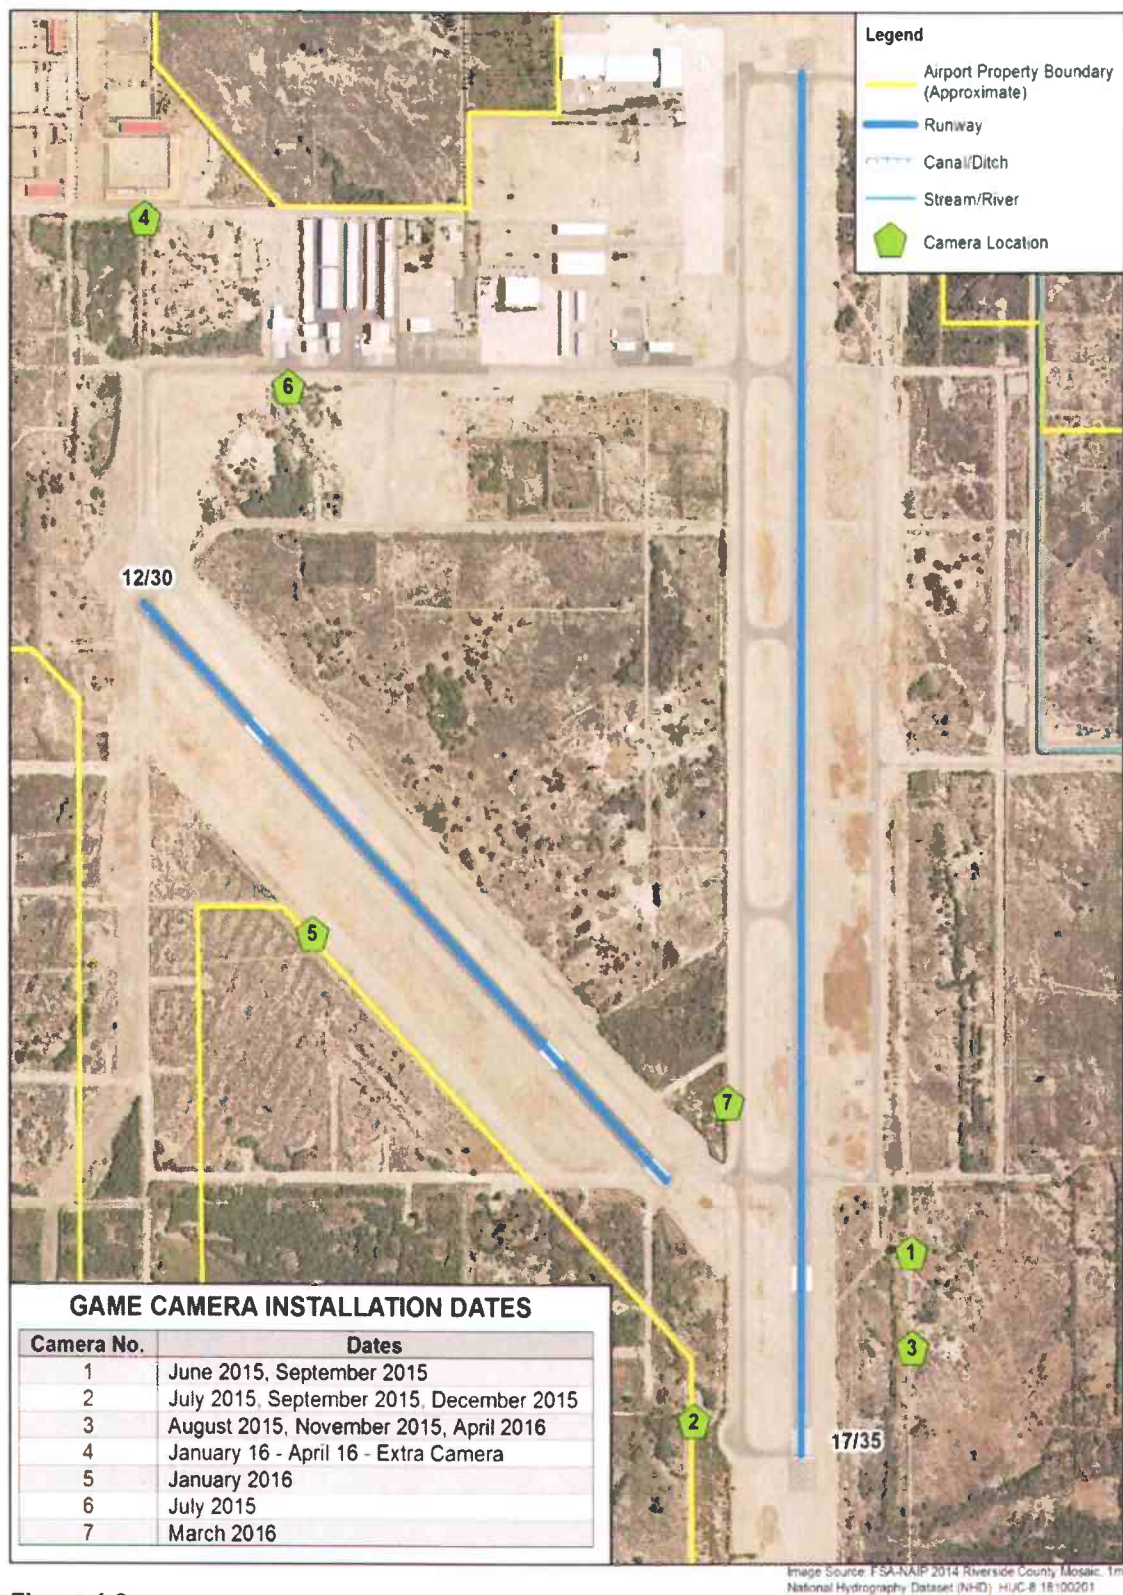 Legend
Airport Property Boundary
(Approximate)
Runway
Canal/Ditch
Stream/River
Camera Location
4
6
12/30
5
7
1
3
2
17/35
GAME CAMERA INSTALLATION DATES
Camera No. Dates
1 June 2015, September 2015
2 July 2015, September 2015, December 2015
3 August 2015, November 2015, April 2016
4 January 16 - April 16 - Extra Camera
5 January 2016
6 July 2015
7 March 2016
Image Source: FSA-NAIP 2014 Riverside County Mosaic, 1m
National Hydrography Dataset (NHD) HUC-8 18100201